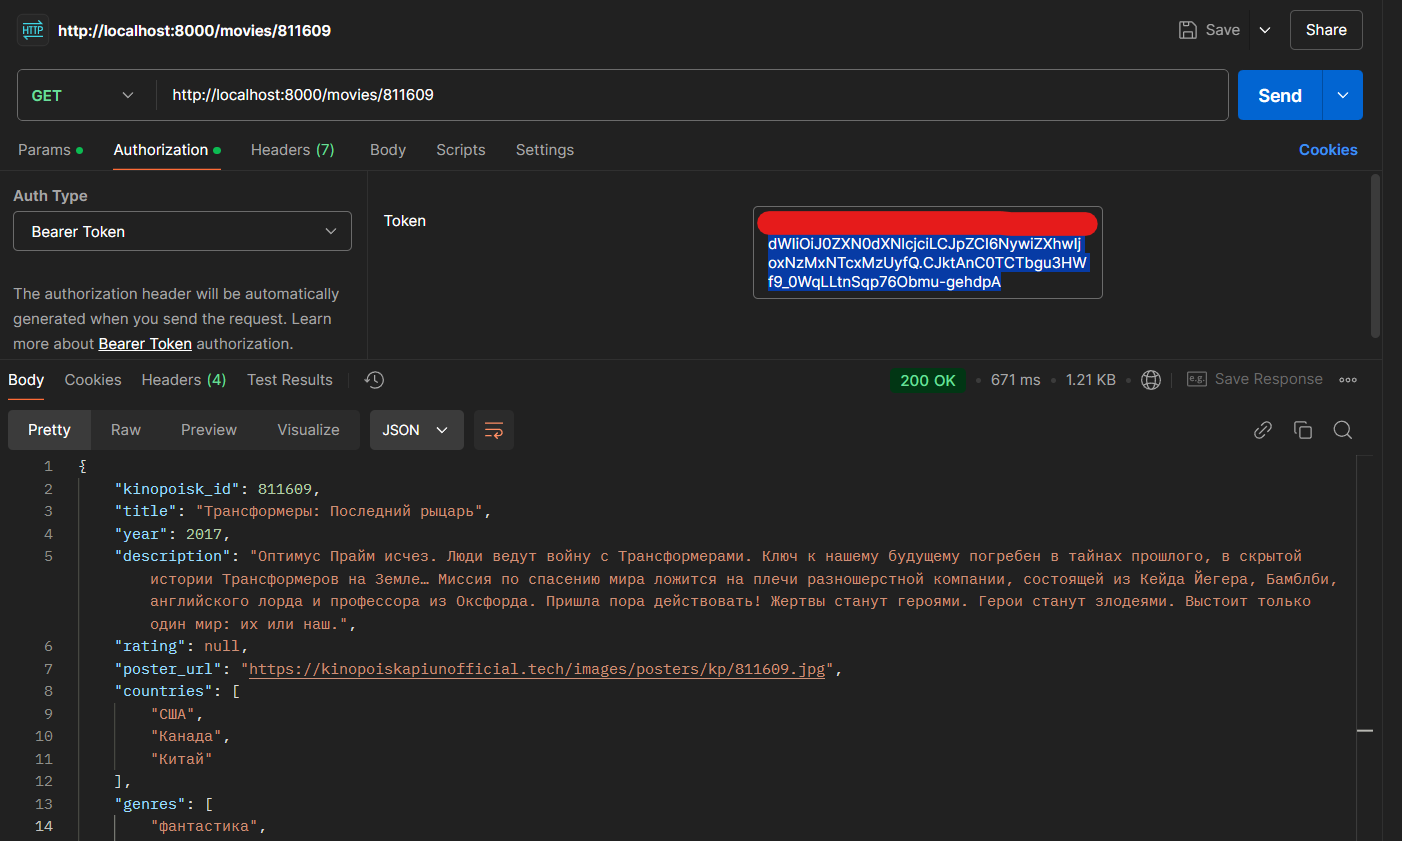 HTTP http://localhost:8000/movies/811609 Save Share
GET http://localhost:8000/movies/811609 Send
Params Authorization Headers (7) Body Scripts Settings Cookies
Auth Type
Bearer Token
The authorization header will be automatically
generated when you send the request. Learn
more about Bearer Token authorization.
Token
dWIiOiJ0ZXN0dXNlcjciLCJpZCI6NywiZXhwIj
oxNzMxNTcxMzUyfQ.CJktAnC0TCTbgu3HW
f9_0WqLLtnSqp76Obmu-gehdpA
Body Cookies Headers (4) Test Results 200 OK 671 ms 1.21 KB e.g. Save Response
Pretty Raw Preview Visualize JSON
1 {
2 "kinopoisk_id": 811609,
3 "title": "Трансформеры: Последний рыцарь",
4 "year": 2017,
5 "description": "Оптимус Прайм исчез. Люди ведут войну с Трансформерами. Ключ к нашему будущему погребен в тайнах прошлого, в скрытой
истории Трансформеров на Земле… Миссия по спасению мира ложится на плечи разношерстной компании, состоящей из Кейда Йегера, Бамблби,
английского лорда и профессора из Оксфорда. Пришла пора действовать! Жертвы станут героями. Герои станут злодеями. Выстоит только
один мир: их или наш.",
6 "rating": null,
7 "poster_url": "https://kinopoiskapiunofficial.tech/images/posters/kp/811609.jpg",
8 "countries": [
9 "США",
10 "Канада",
11 "Китай"
12 ],
13 "genres": [
14 "фантастика",